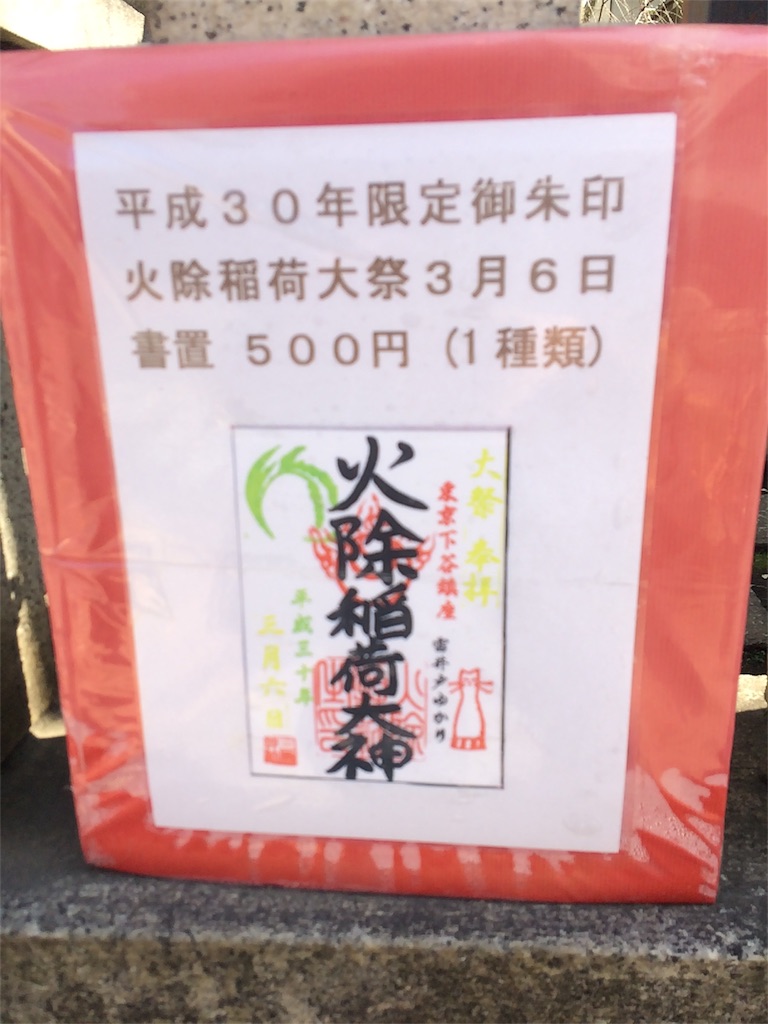 平成30年限定御朱印
火除稲荷大祭3月6日
書置 500円 (1種類)
大祭 奉拝
東京下谷鎮座
火除稲荷大神
平成三十年
三月六日